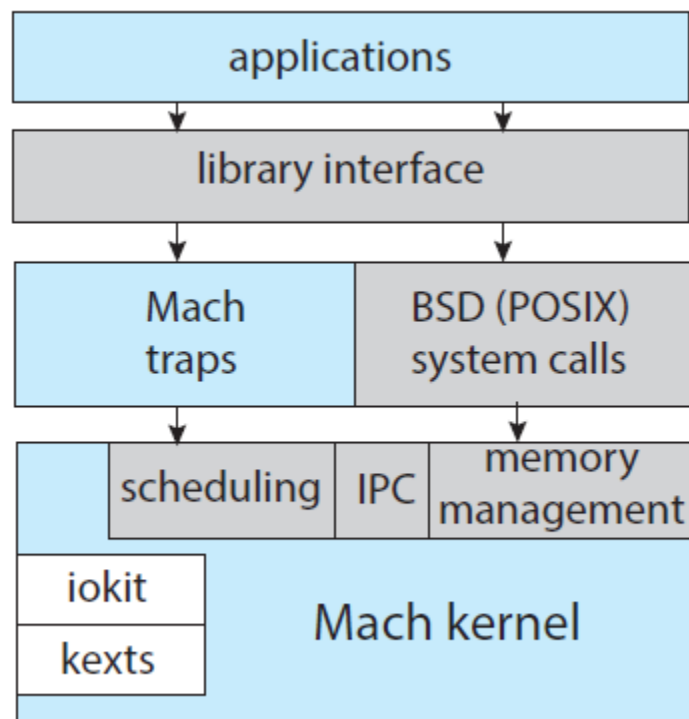 applications
library interface
Mach
traps
BSD (POSIX)
system calls
scheduling
IPC
memory
management
iokit
kexts
Mach kernel